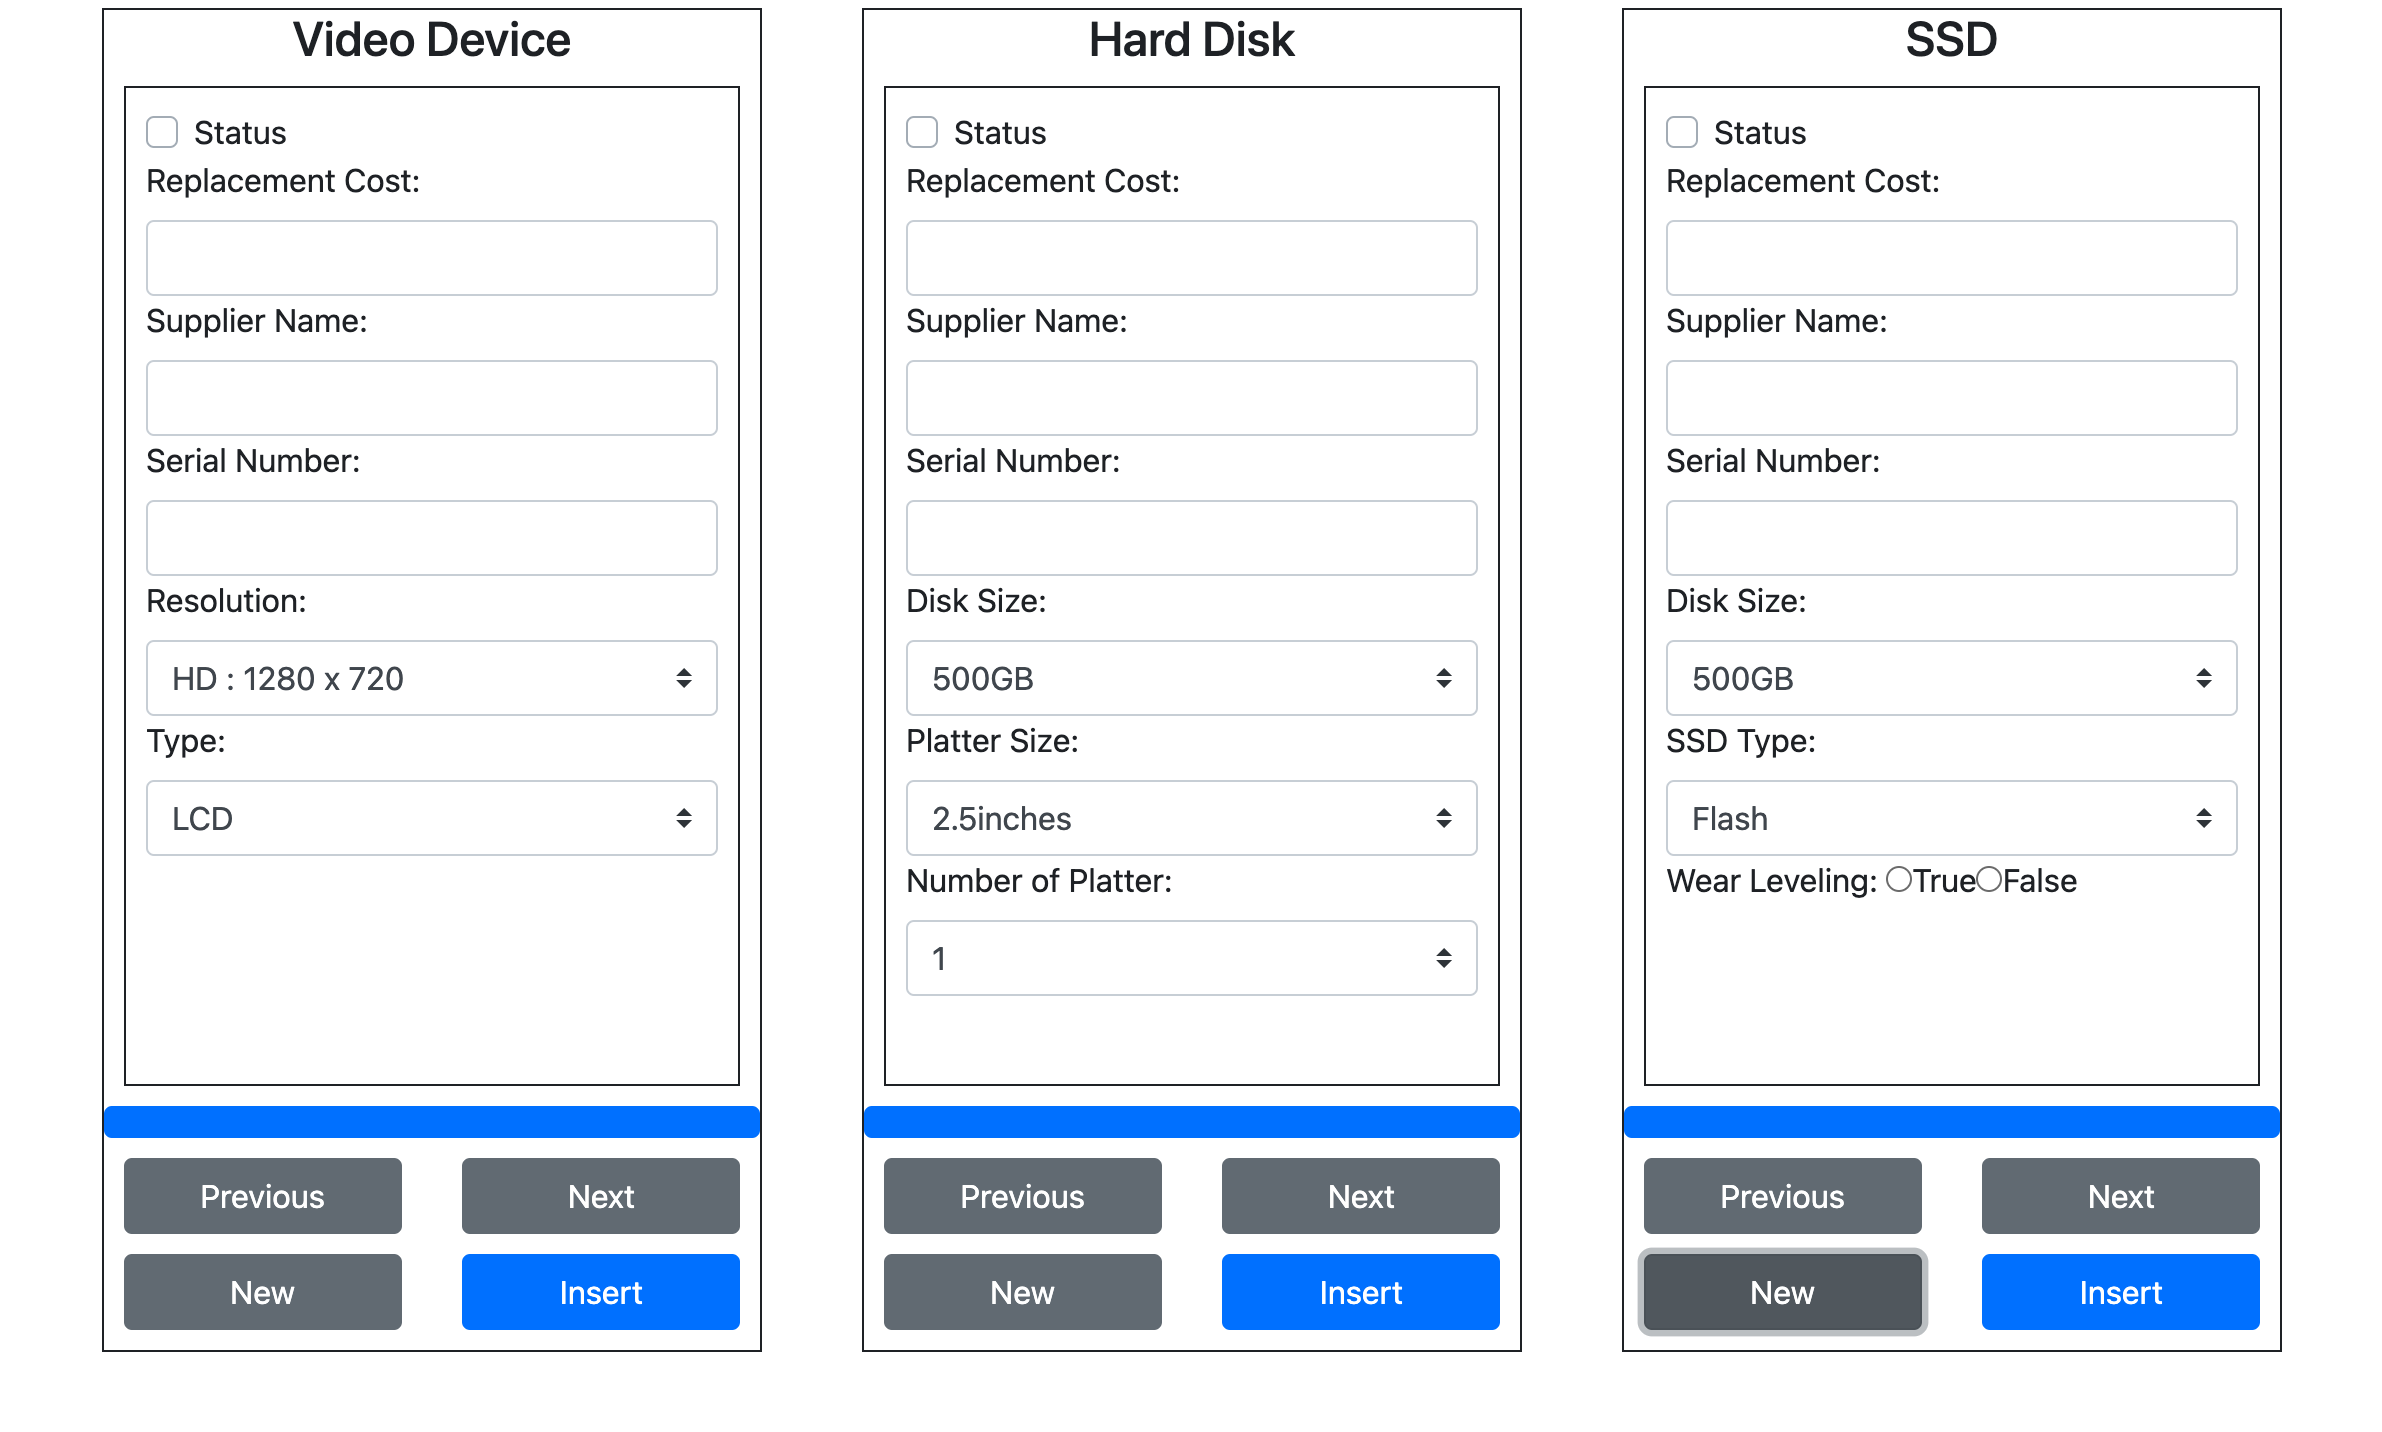 Video Device
Status
Replacement Cost:
Supplier Name:
Serial Number:
Resolution:
HD : 1280 x 720
Type:
LCD
Previous
Next
New
Insert
Hard Disk
Status
Replacement Cost:
Supplier Name:
Serial Number:
Disk Size:
500GB
Platter Size:
2.5inches
Number of Platter:
1
Previous
Next
New
Insert
SSD
Status
Replacement Cost:
Supplier Name:
Serial Number:
Disk Size:
500GB
SSD Type:
Flash
Wear Leveling: True False
Previous
Next
New
Insert